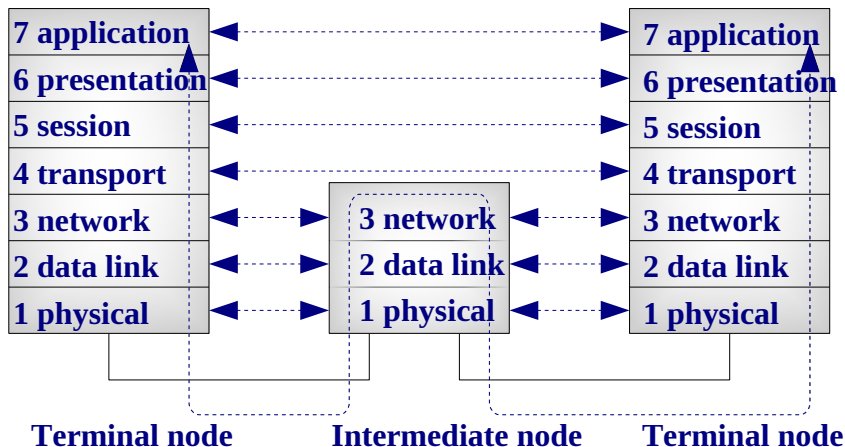 7 application
6 presentation
5 session
4 transport
3 network
2 data link
1 physical
3 network
2 data link
1 physical
7 application
6 presentation
5 session
4 transport
3 network
2 data link
1 physical
Terminal node
Intermediate node
Terminal node